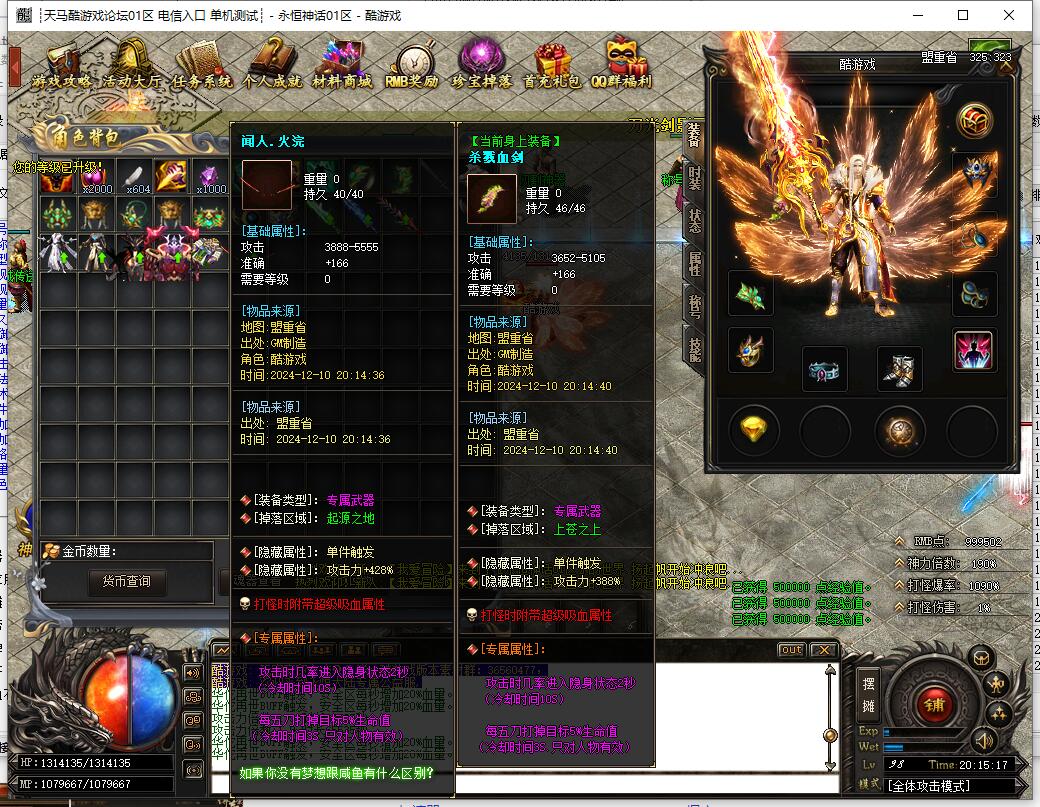 天马酷游戏论坛01区 电信入口 单机测试 - 永恒神话01区 - 酷游戏
游戏攻略 活动大厅 任务系统 个人成就 材料商城 RMB奖励 珍宝掉落 首充礼包 QQ群福利
酷游戏
盟重省
325:323
角色背包
您的等级已升级!
x2000
x604
x1000
闻人.火浣
重量 0
持久 40/40
[基础属性]:
攻击 3888-5555
准确 +166
需要等级 0
[物品来源]
地图:盟重省
出处:GM制造
角色:酷游戏
时间:2024-12-10 20:14:36
[物品来源]
出处: 盟重省
时间: 2024-12-10 20:14:36
[装备类型]: 专属武器
[掉落区域]: 起源之地
[隐藏属性]: 单件触发
[隐藏属性]: 攻击力+428%
打怪时附带超级吸血属性
[专属属性]:
攻击时几率进入隐身状态2秒
(冷却时间10S)
每五刀打掉目标5%生命值
(冷却时间3S 只对人物有效)
如果你没有梦想跟咸鱼有什么区别?
【当前身上装备】
杀戮血剑
重量 0
持久 46/46
[基础属性]:
攻击 3652-5105
准确 +166
需要等级 0
[物品来源]
地图:盟重省
出处:GM制造
角色:酷游戏
时间:2024-12-10 20:14:40
[物品来源]
出处: 盟重省
时间: 2024-12-10 20:14:40
[装备类型]: 专属武器
[掉落区域]: 上苍之上
[隐藏属性]: 单件触发
[隐藏属性]: 攻击力+388%
打怪时附带超级吸血属性
[专属属性]:
攻击时几率进入隐身状态2秒
(冷却时间10S)
每五刀打掉目标5%生命值
(冷却时间3S 只对人物有效)
装备
时装
状态
属性
称号
技能
金币数量:
货币查询
RMB点: 999502
神力倍数: 190%
打怪爆率: 1090%
打怪伤害: 1%
已获得 500000 点经验值.
已获得 500000 点经验值.
已获得 500000 点经验值.
out X
HP:1314135/1314135
MP:1079667/1079667
摆摊
铺
Exp
Wet
Lv 98 Time 20:15:17
模式 [全体攻击模式]